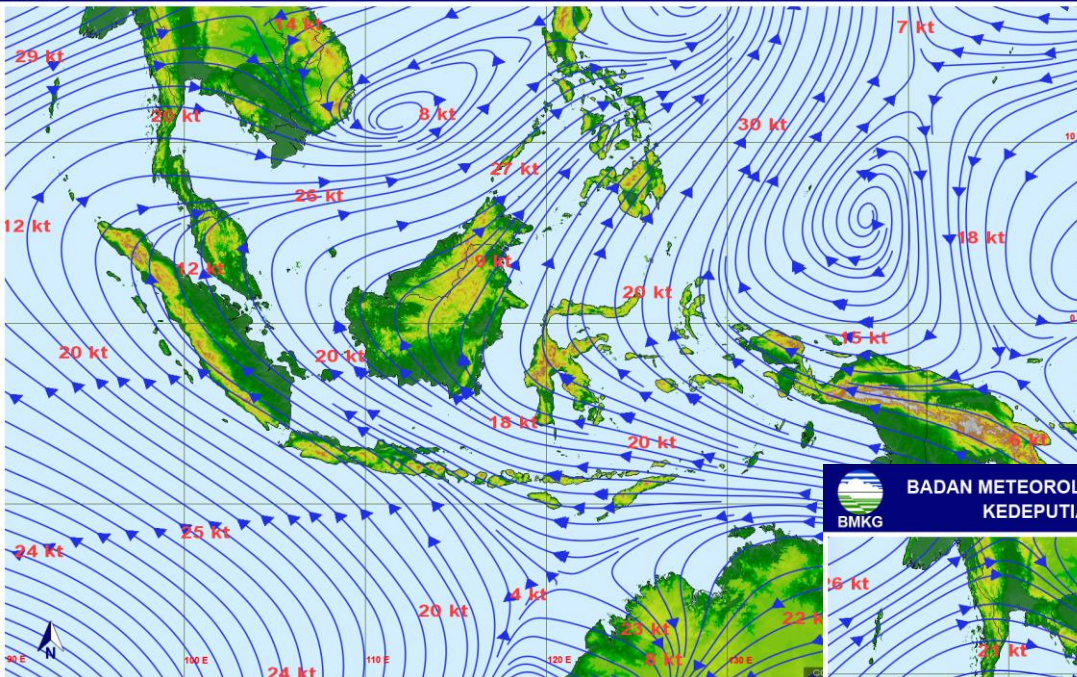 14 kt
7 kt
29 kt
8 kt
20 kt
30 kt
10
27 kt
26 kt
12 kt
18 kt
9 kt
12 kt
20 kt
0
15 kt
20 kt
20 kt
18 kt
20 kt
6 kt
BMKG
BADAN METEOROL
KEDEPUTIA
25 kt
24 kt
26 kt
4 kt
20 kt
22 k
23 kt
21 kt
8 kt
N
90 E
100 E
110 E
120 E
130 E
24 kt